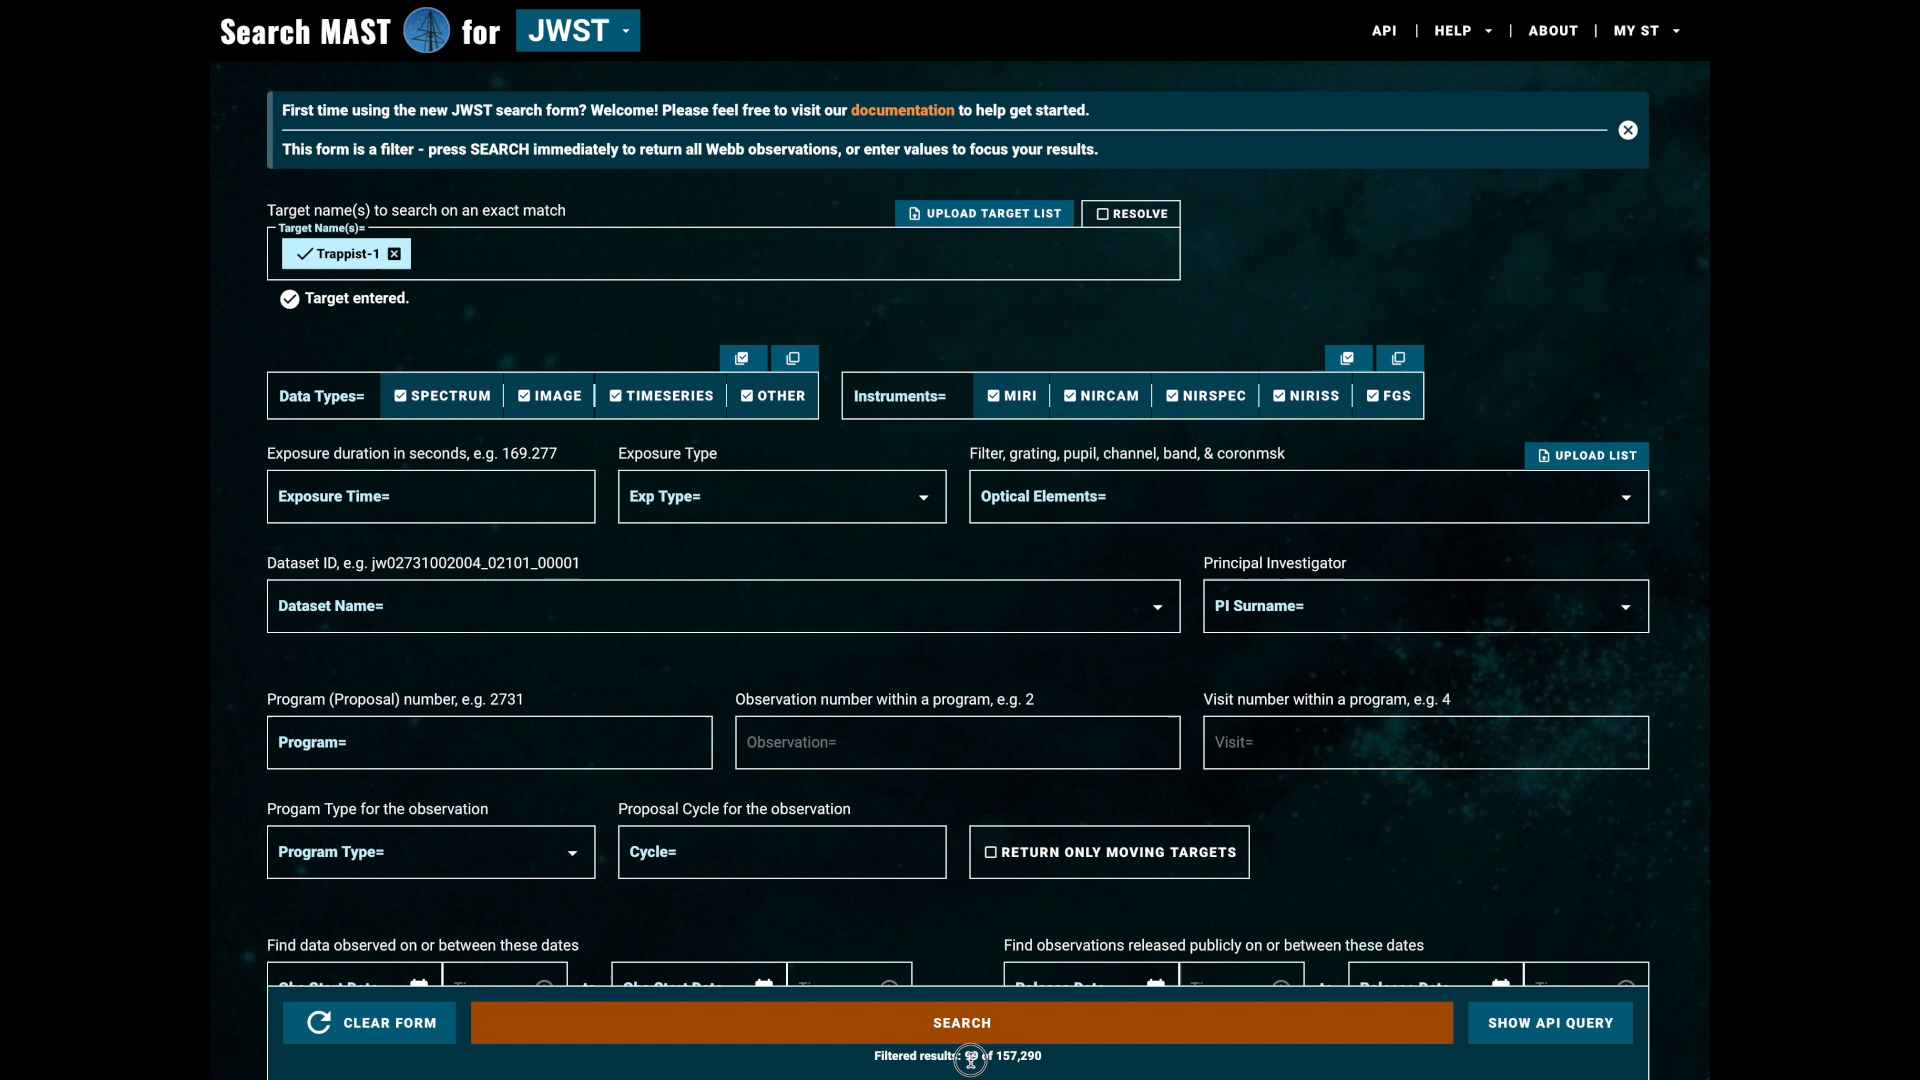 Search MAST for JWST
API | HELP | ABOUT | MY ST
First time using the new JWST search form? Welcome! Please feel free to visit our documentation to help get started.
This form is a filter - press SEARCH immediately to return all Webb observations, or enter values to focus your results.
Target name(s) to search on an exact match
UPLOAD TARGET LIST
RESOLVE
Target Name(s)=
Trappist-1
Target entered.
Data Types= SPECTRUM IMAGE TIMESERIES OTHER
Instruments= MIRI NIRCAM NIRSPEC NIRISS FGS
Exposure duration in seconds, e.g. 169.277
Exposure Time=
Exposure Type
Exp Type=
Filter, grating, pupil, channel, band, & coronmsk
UPLOAD LIST
Optical Elements=
Dataset ID, e.g. jw02731002004_02101_00001
Dataset Name=
Principal Investigator
PI Surname=
Program (Proposal) number, e.g. 2731
Program=
Observation number within a program, e.g. 2
Observation=
Visit number within a program, e.g. 4
Visit=
Progam Type for the observation
Program Type=
Proposal Cycle for the observation
Cycle=
RETURN ONLY MOVING TARGETS
Find data observed on or between these dates
Find observations released publicly on or between these dates
CLEAR FORM
SEARCH
SHOW API QUERY
Filtered results: 99 of 157,290